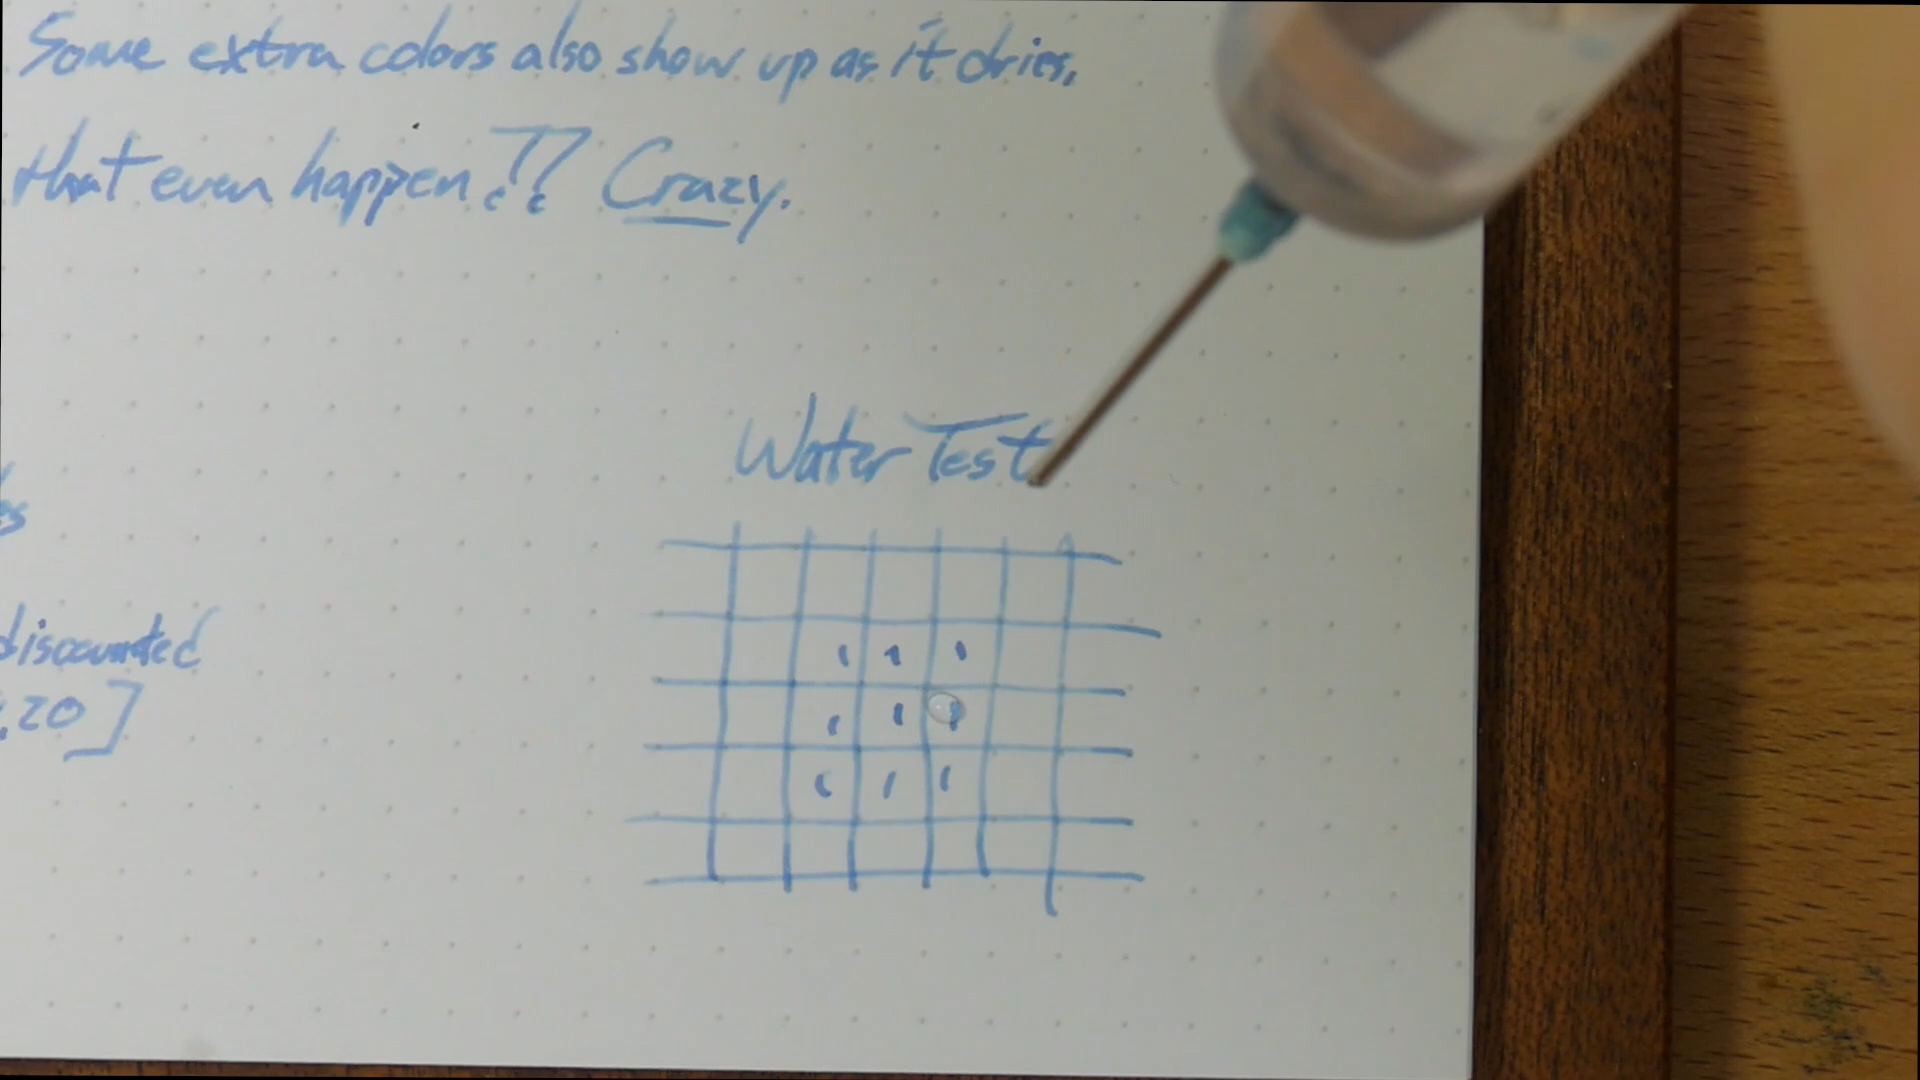 Some extra colors also show up as it dries,
that even happen?? Crazy.
Water Test
discounted
20]